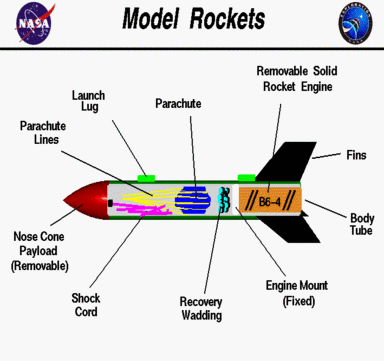 NASA
Model Rockets
Removable Solid
Rocket Engine
Launch
Lug
Parachute
Parachute
Lines
Fins
B6-4
Body
Tube
Nose Cone
Payload
(Removable)
Engine Mount
(Fixed)
Shock
Cord
Recovery
Wadding